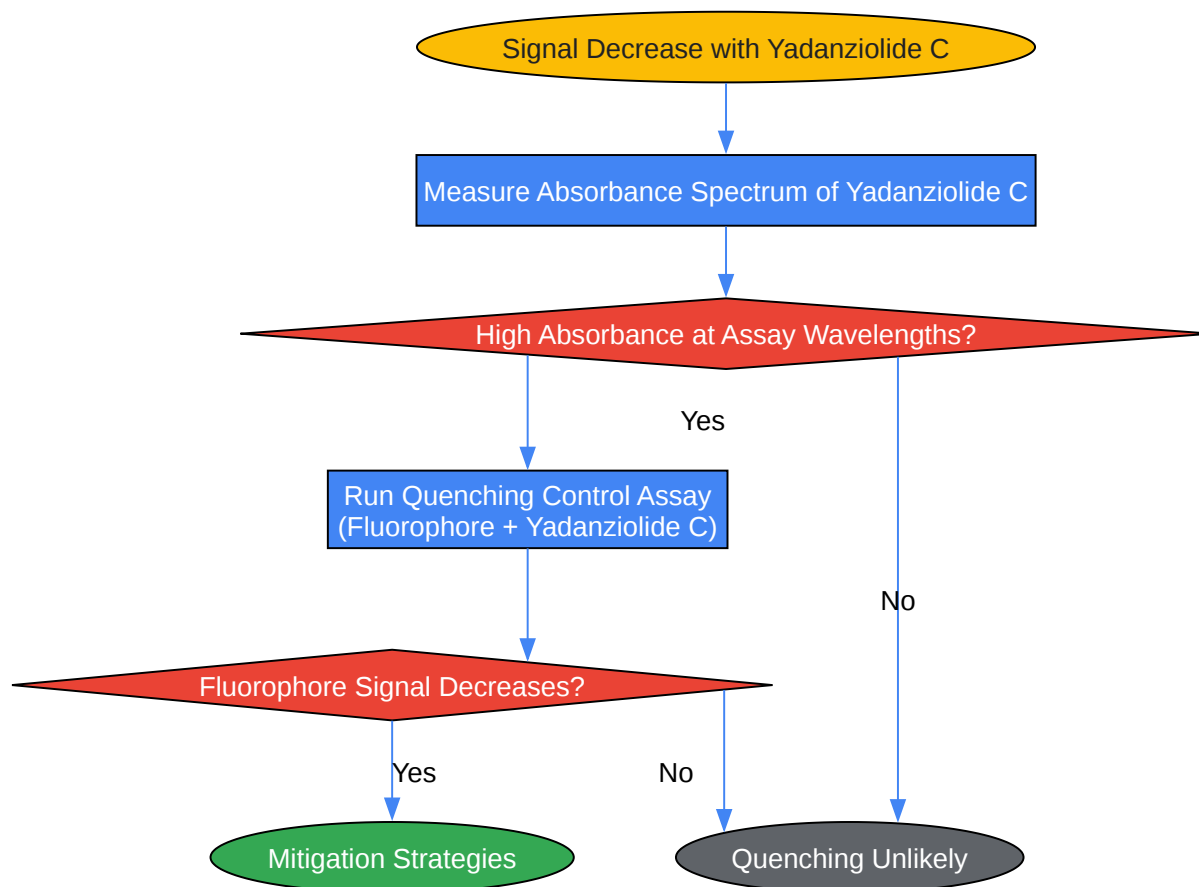 Signal Decrease with Yadanziolide C
Measure Absorbance Spectrum of Yadanziolide C
High Absorbance at Assay Wavelengths?
Yes
Run Quenching Control Assay
(Fluorophore + Yadanziolide C)
No
Fluorophore Signal Decreases?
Yes
No
Mitigation Strategies
Quenching Unlikely